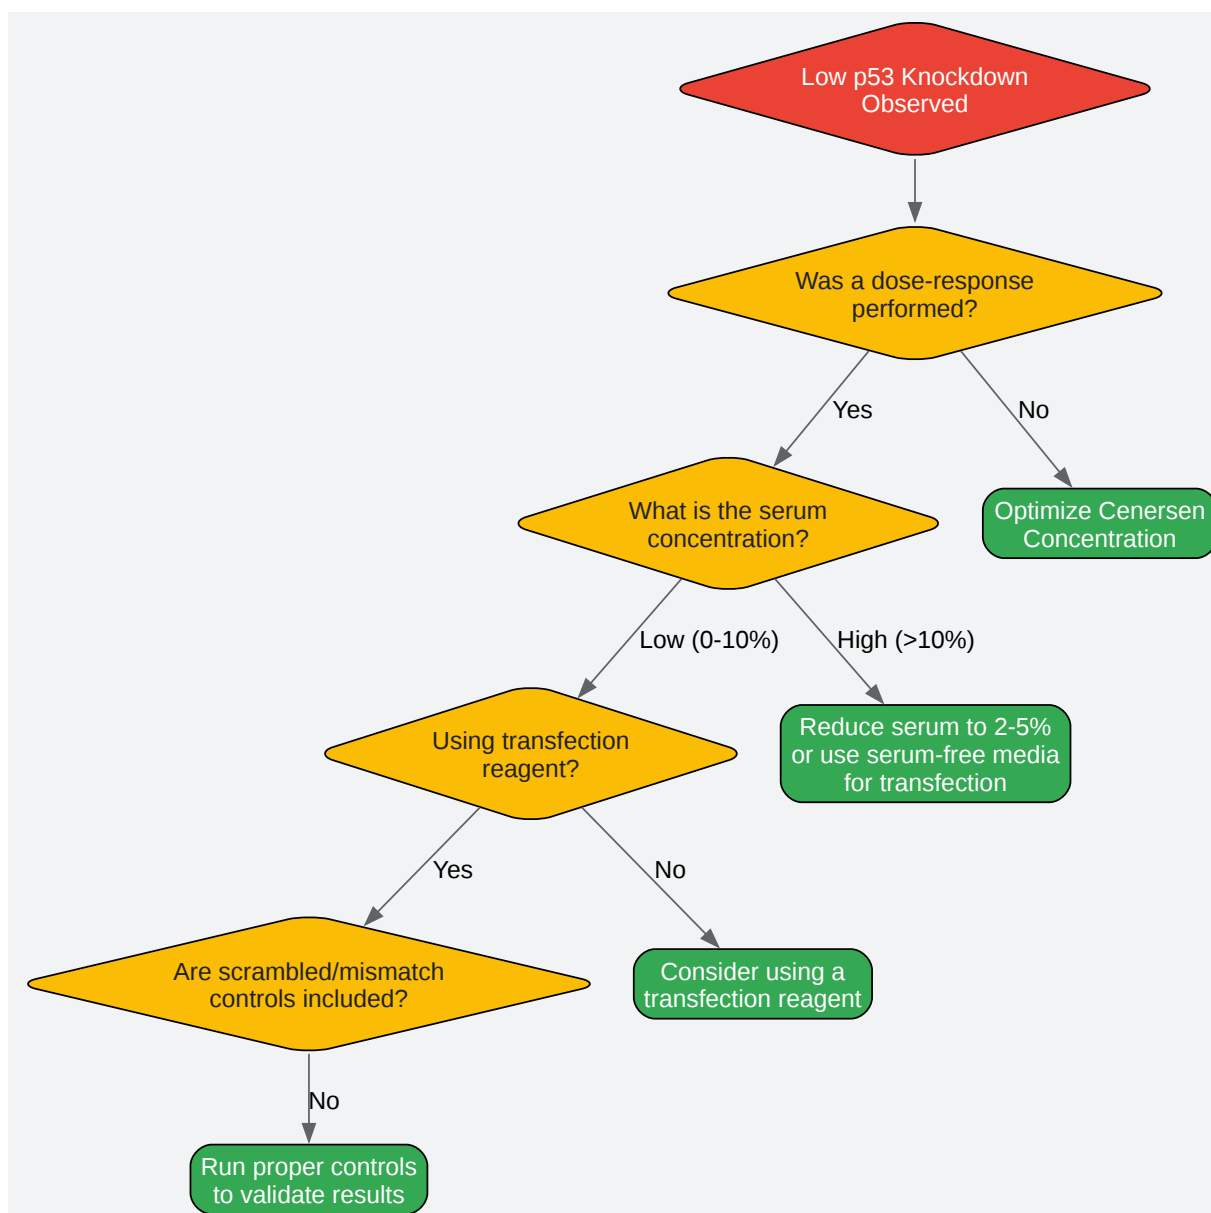 Low p53 Knockdown
Observed
Was a dose-response
performed?
Yes
No
What is the serum
concentration?
Optimize Cenersen
Concentration
Low (0-10%)
High (>10%)
Using transfection
reagent?
Reduce serum to 2-5%
or use serum-free media
for transfection
Yes
No
Are scrambled/mismatch
controls included?
Consider using a
transfection reagent
No
Run proper controls
to validate results